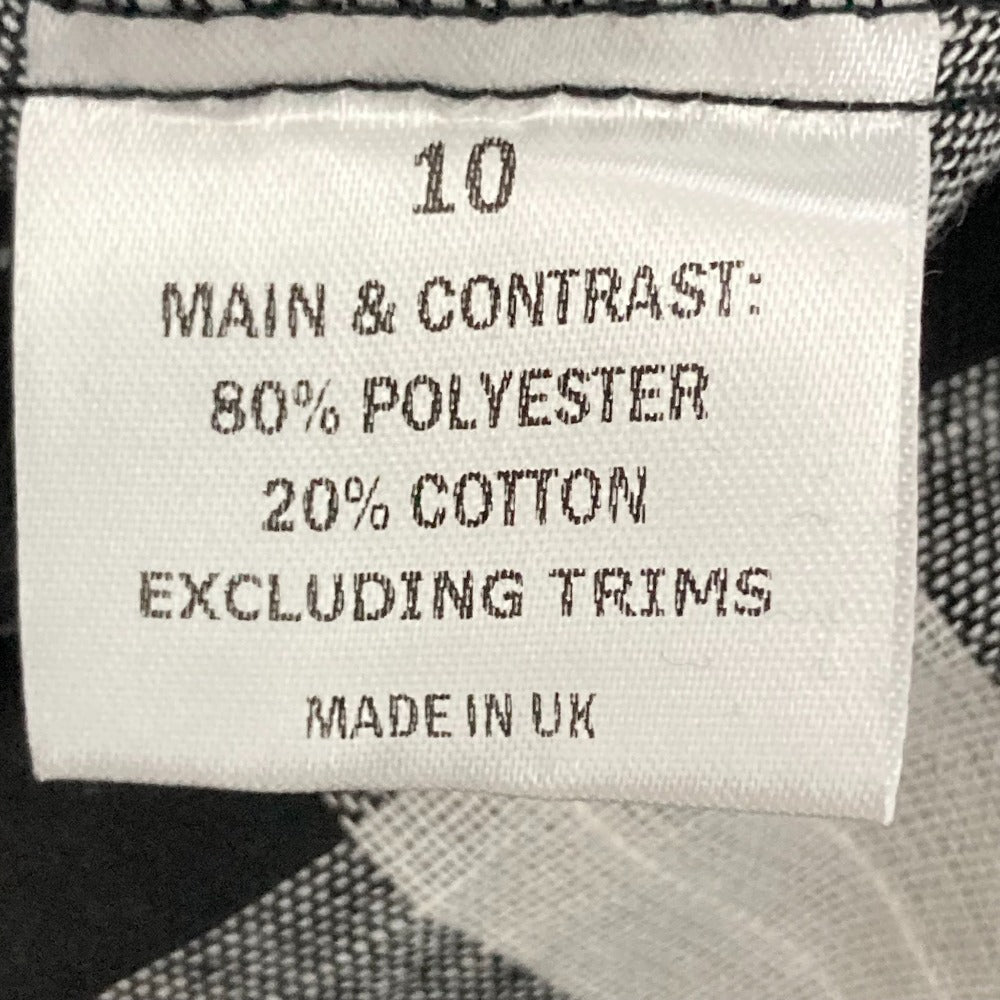 10
MAIN & CONTRAST:
80% POLYESTER
20% COTTON
EXCLUDING TRIMS
MADE IN UK